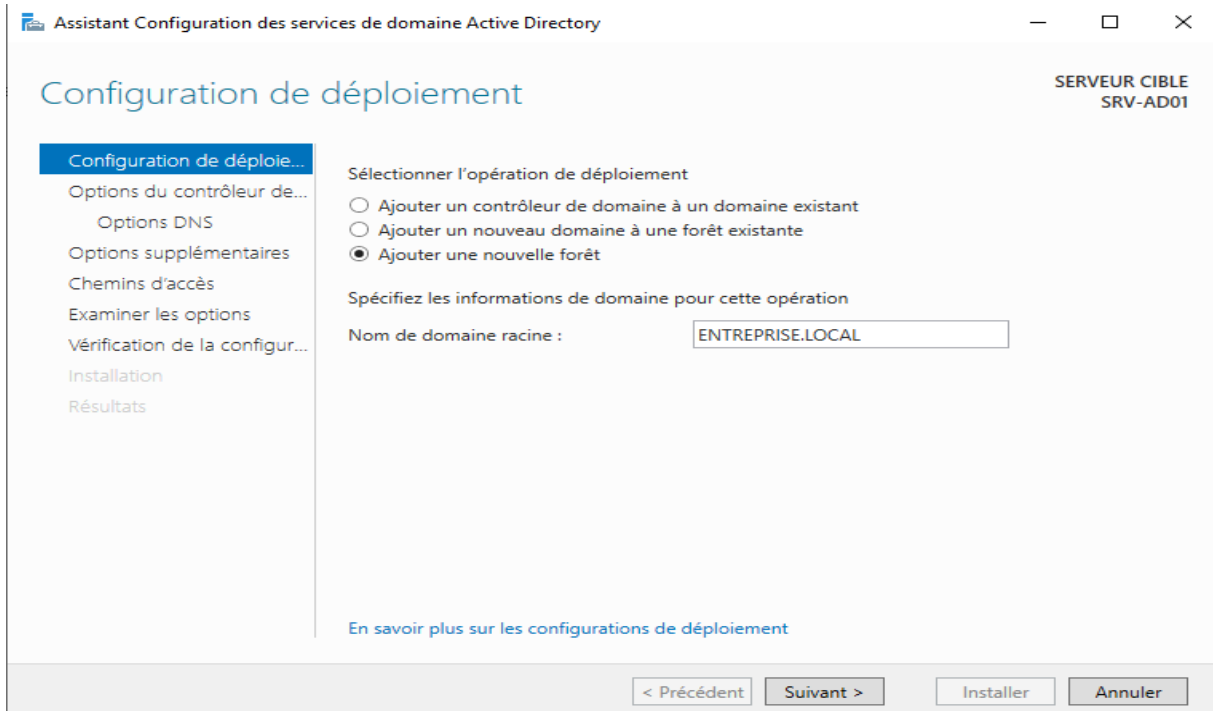 Assistant Configuration des services de domaine Active Directory
Configuration de déploiement
SERVEUR CIBLE
SRV-AD01
Configuration de déploie...
Options du contrôleur de...
Options DNS
Options supplémentaires
Chemins d'accès
Examiner les options
Vérification de la configur...
Installation
Résultats
Sélectionner l'opération de déploiement
Ajouter un contrôleur de domaine à un domaine existant
Ajouter un nouveau domaine à une forêt existante
Ajouter une nouvelle forêt
Spécifiez les informations de domaine pour cette opération
Nom de domaine racine : ENTREPRISE.LOCAL
En savoir plus sur les configurations de déploiement
< Précédent Suivant > Installer Annuler